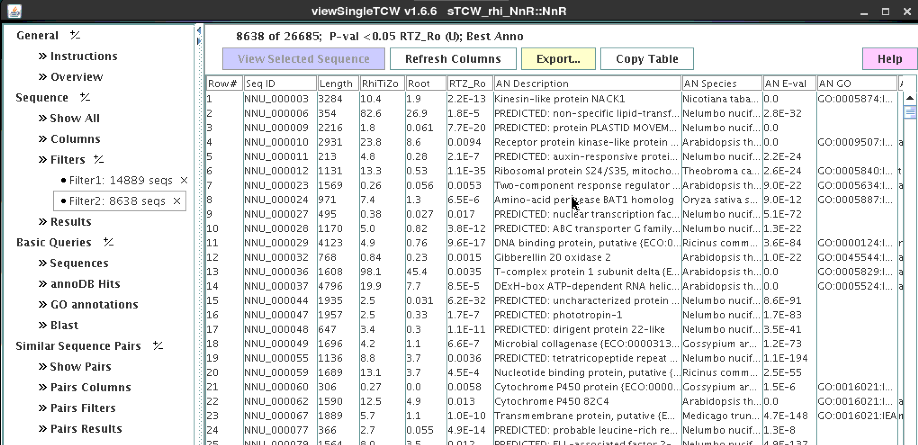 viewSingleTCW v1.6.6 sTCW_rhi_NnR::NnR
General
Instructions
Overview
Sequence
Show All
Columns
Filters
Filter1: 14889 seqs
Filter2: 8638 seqs
Results
Basic Queries
Sequences
annoDB Hits
GO annotations
Blast
Similar Sequence Pairs
Show Pairs
Pairs Columns
Pairs Filters
Pairs Results
8638 of 26685; P-val <0.05 RTZ_Ro (U); Best Anno
View Selected Sequence Refresh Columns Export... Copy Table Help
Row# Seq ID Length RhiTiZo Root RTZ_Ro AN Description AN Species AN E-val AN GO
1 NNU_000003 3284 10.4 1.9 2.2E-13 Kinesin-like protein NACK1 Nicotiana taba... 0.0 GO:0005874:I...
2 NNU_000006 354 82.6 26.9 1.8E-5 PREDICTED: non-specific lipid-transf... Nelumbo nucif... 2.8E-32
3 NNU_000009 2216 1.8 0.061 7.7E-20 PREDICTED: protein PLASTID MOVEM... Nelumbo nucif... 0.0
4 NNU_000010 2931 23.8 8.6 0.0094 Receptor protein kinase-like protein ... Arabidopsis th... 0.0 GO:0009507:I...
5 NNU_000011 213 4.8 0.28 2.1E-7 PREDICTED: auxin-responsive protei... Nelumbo nucif... 2.2E-24
6 NNU_000012 1131 13.3 0.53 1.1E-35 Ribosomal protein S24/S35, mitocho... Theobroma ca... 2.6E-24 GO:0005840:I...
7 NNU_000023 1569 0.26 0.056 0.0053 Two-component response regulator ... Arabidopsis th... 9.0E-22 GO:0005634:I...
8 NNU_000024 971 7.4 1.3 6.5E-6 Amino-acid permease BAT1 homolog Oryza sativa s... 9.0E-12 GO:0005887:I...
9 NNU_000027 495 0.38 0.027 0.017 PREDICTED: nuclear transcription fac... Nelumbo nucif... 5.1E-72
10 NNU_000028 1170 5.0 0.82 3.8E-12 PREDICTED: ABC transporter G family... Nelumbo nucif... 1.3E-22
11 NNU_000029 4123 4.9 0.76 9.6E-17 DNA binding protein, putative {ECO:0... Ricinus comm... 3.6E-84 GO:0000124:I...
12 NNU_000032 768 0.84 0.23 0.0015 Gibberellin 20 oxidase 2 Arabidopsis th... 1.0E-22 GO:0045544:I...
13 NNU_000036 1608 98.1 45.4 0.0035 T-complex protein 1 subunit delta {E... Arabidopsis th... 0.0 GO:0005829:I...
14 NNU_000037 4796 19.9 7.7 8.5E-5 DExH-box ATP-dependent RNA helic... Arabidopsis th... 0.0 GO:0005524:I...
15 NNU_000044 1935 2.5 0.031 6.2E-32 PREDICTED: uncharacterized protein ... Nelumbo nucif... 8.6E-91
16 NNU_000047 1957 2.5 0.33 1.7E-7 PREDICTED: phototropin-1 Nelumbo nucif... 1.7E-83
17 NNU_000048 647 3.4 0.3 1.1E-11 PREDICTED: dirigent protein 22-like Nelumbo nucif... 3.5E-41
18 NNU_000049 1696 4.2 1.1 6.6E-7 Microbial collagenase {ECO:0000313... Gossypium ar... 1.2E-73
19 NNU_000055 1136 8.8 3.7 0.0036 PREDICTED: tetratricopeptide repeat ... Nelumbo nucif... 1.1E-194
20 NNU_000059 1689 13.1 3.7 4.5E-4 Nucleotide binding protein, putative {... Ricinus comm... 2.5E-55
21 NNU_000060 306 0.27 0.0 0.0058 Cytochrome P450 protein {ECO:0000... Gossypium ar... 1.5E-6 GO:0016021:I...
22 NNU_000062 1590 12.5 4.9 0.013 Cytochrome P450 82C4 Arabidopsis th... 0.0 GO:0016021:I...
23 NNU_000067 1889 5.7 1.1 1.0E-10 Transmembrane protein, putative {E... Medicago trun... 4.7E-148 GO:0016021:IEA
24 NNU_000077 366 2.7 0.055 4.9E-14 PREDICTED: probable leucine-rich re... Nelumbo nucif... 1.3E-8